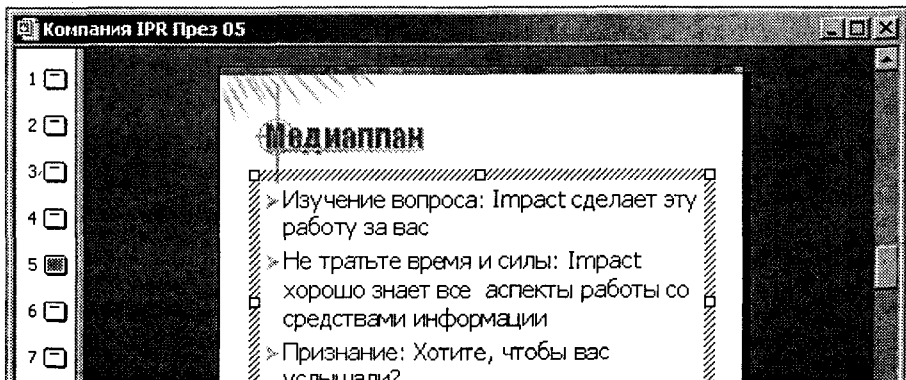 Компания IPR През 05
1
2
3
4
5
6
7
Медиаплан
Изучение вопроса: Impact сделает эту
работу за вас
Не тратьте время и силы: Impact
хорошо знает все аспекты работы со
средствами информации
Признание: Хотите, чтобы вас
услышали?